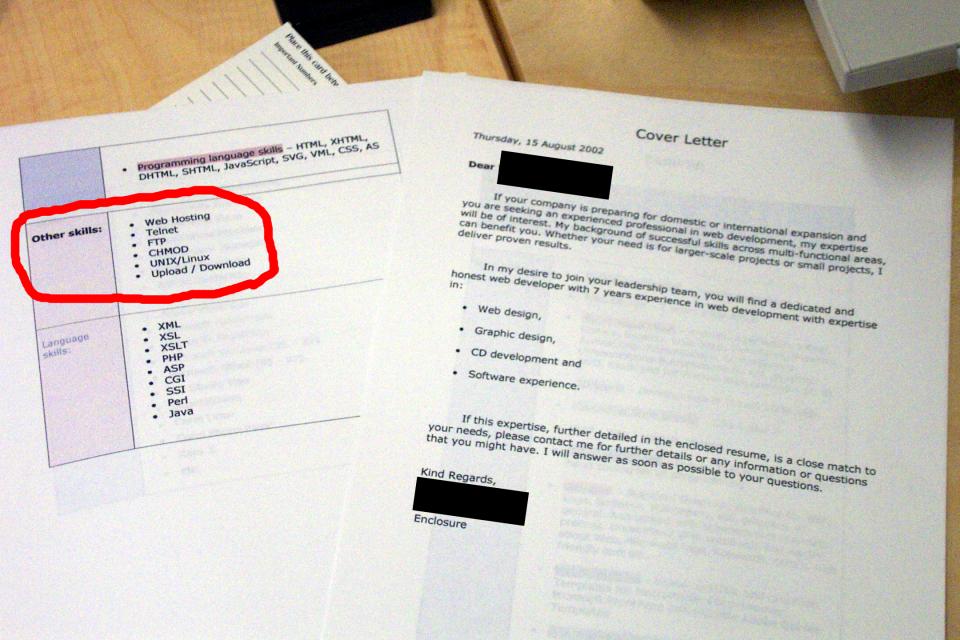 Place this card
Important Numbers
Programming language skills – HTML, XHTML,
DHTML, SHTML, JavaScript, SVG, VML, CSS, AS
Other skills:
• Web Hosting
• Telnet
• FTP
• CHMOD
• UNIX/Linux
• Upload / Download
Language
skills:
• XML
• XSL
• XSLT
• PHP
• ASP
• CGI
• SSI
• Perl
• Java
Cover Letter
Thursday, 15 August 2002
Dear
If your company is preparing for domestic or international expansion and
you are seeking an experienced professional in web development, my expertise
will be of interest. My background of successful skills across multi-functional areas,
can benefit you. Whether your need is for larger-scale projects or small projects, I
deliver proven results.
In my desire to join your leadership team, you will find a dedicated and
honest web developer with 7 years experience in web development with expertise
in:
• Web design,
• Graphic design,
• CD development and
• Software experience.
If this expertise, further detailed in the enclosed resume, is a close match to
your needs, please contact me for further details or any information or questions
that you might have. I will answer as soon as possible to your questions.
Kind Regards,
Enclosure